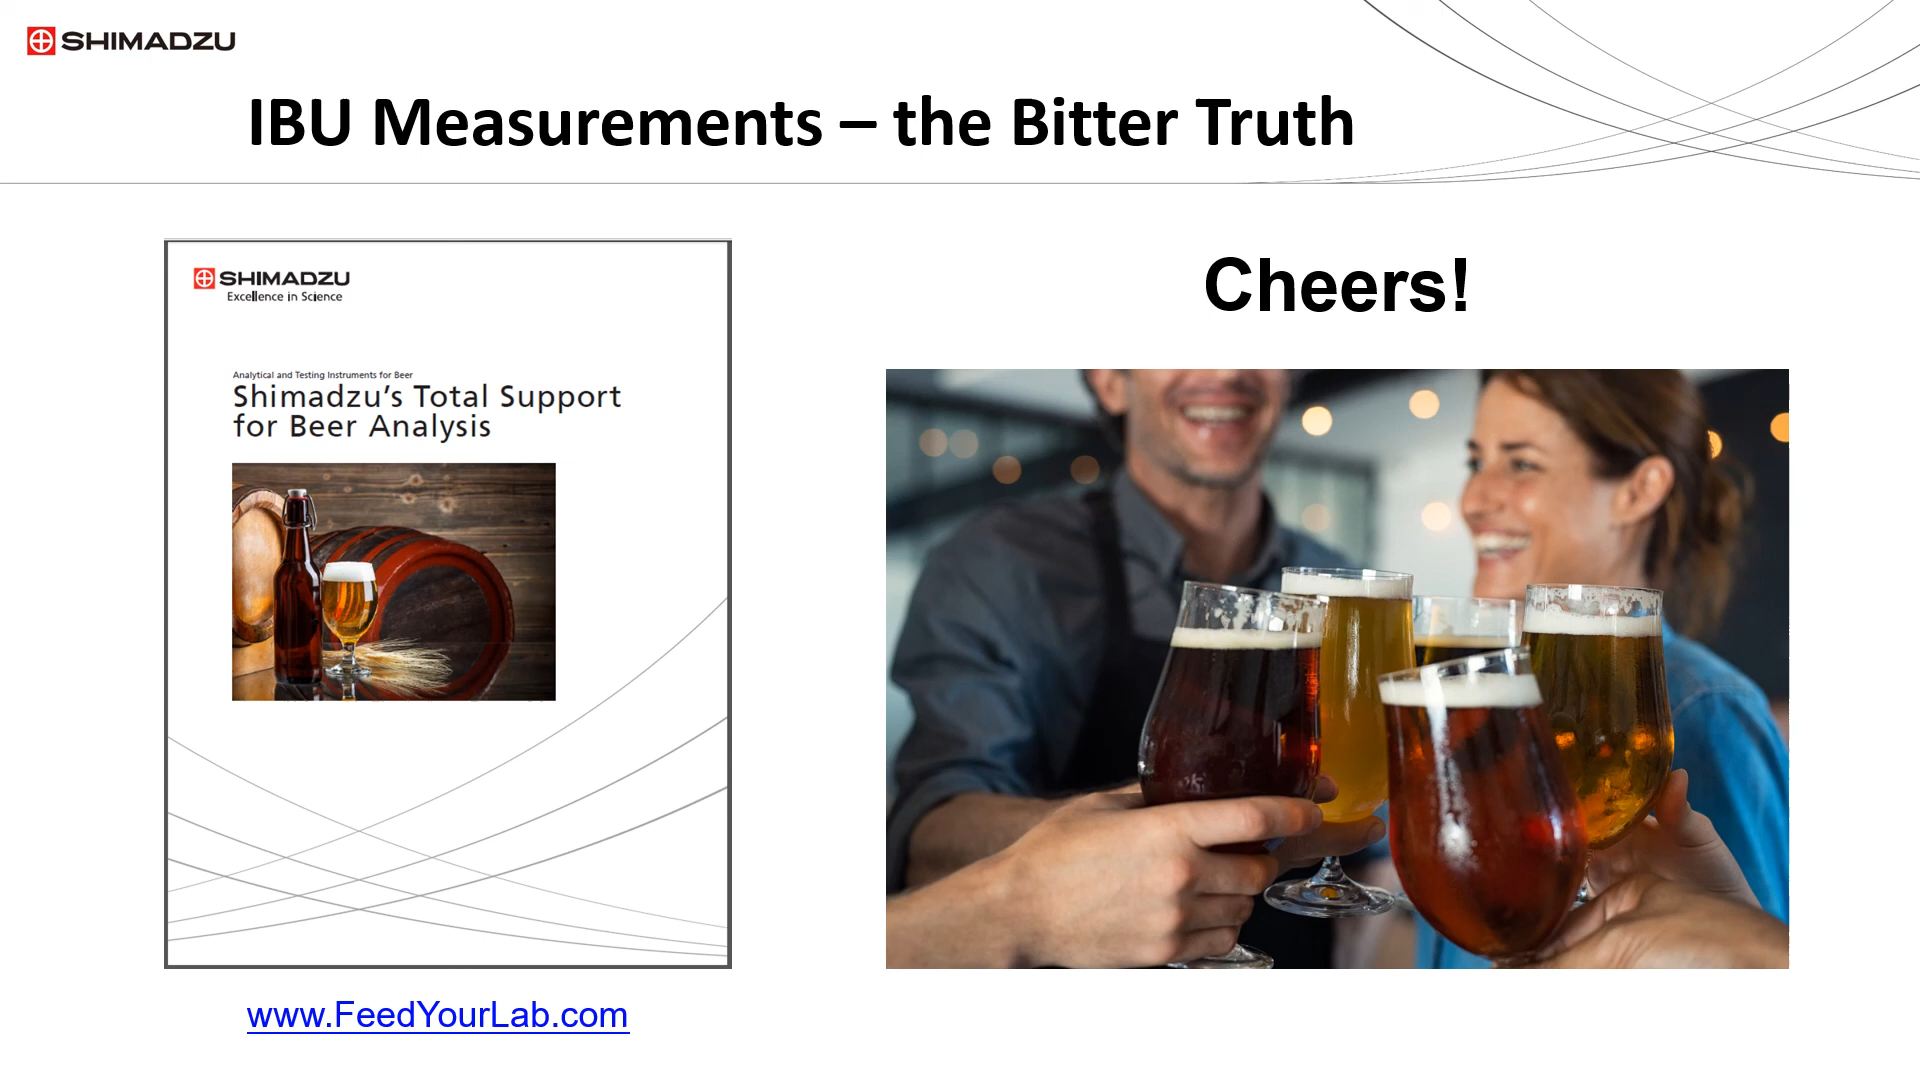 SHIMADZU
IBU Measurements – the Bitter Truth
SHIMADZU
Excellence in Science
Analytical and Testing Instruments for Beer
Shimadzu's Total Support
for Beer Analysis
www.FeedYourLab.com
Cheers!